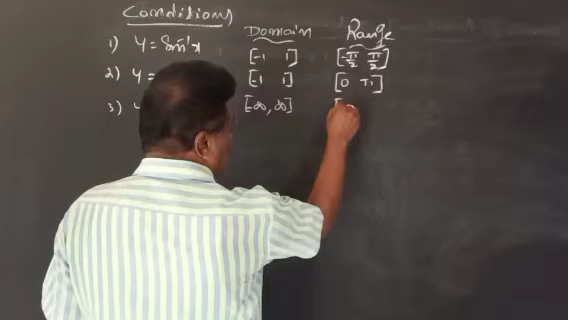 Conditions
Domain Range
1) y = Sin⁻¹x [-1 1] [-π/2 π/2]
2) y = [1 1] [0 π]
3) y [∞, ∞] [